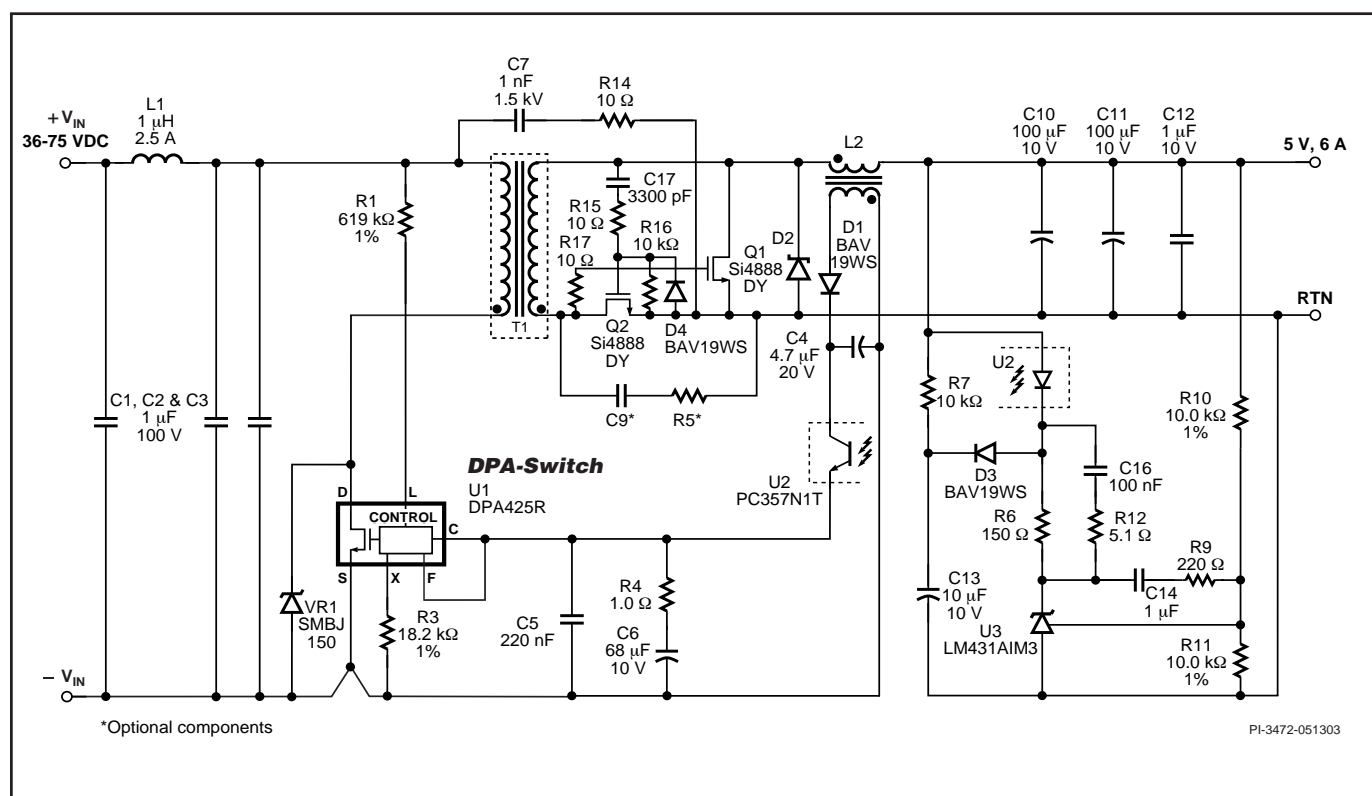 C7
1 nF
1.5 kV
R14
10 Ω
+ VIN
36-75 VDC
L1
1 µH
2.5 A
C10
100 µF
10 V
C11
100 µF
10 V
C12
1 µF
10 V
5 V, 6 A
L2
R1
619 kΩ
1%
C17
3300 pF
R15
10 Ω
R16
10 kΩ
R17
10 Ω
Q1
Si4888
DY
D2
D1
BAV
19WS
RTN
T1
Q2
Si4888
DY
D4
BAV19WS
C4
4.7 µF
20 V
U2
R7
10 kΩ
R10
10.0 kΩ
1%
C1, C2 & C3
1 µF
100 V
C9*
R5*
DPA-Switch
U1
DPA425R
U2
PC357N1T
D3
BAV19WS
C16
100 nF
R6
150 Ω
R12
5.1 Ω
R9
220 Ω
D
L
CONTROL
C
S
X
F
VR1
SMBJ
150
R3
18.2 kΩ
1%
C5
220 nF
R4
1.0 Ω
C6
68 µF
10 V
C13
10 µF
10 V
C14
1 µF
U3
LM431AIM3
R11
10.0 kΩ
1%
− VIN
*Optional components
PI-3472-051303